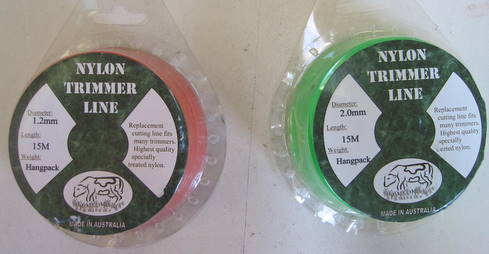 NYLON
TRIMMER
LINE
Diameter:
1.2mm
Length:
15M
Weight:
Hangpack
Replacement
cutting line fits
many trimmers.
Highest quality
specially
treated nylon.
MADE IN AUSTRALIA
NYLON
TRIMMER
LINE
Diameter:
2.0mm
Length:
15M
Weight:
Hangpack
Replacement
cutting line fits
many trimmers.
Highest quality
specially
nylon.
MADE IN AUSTRALIA